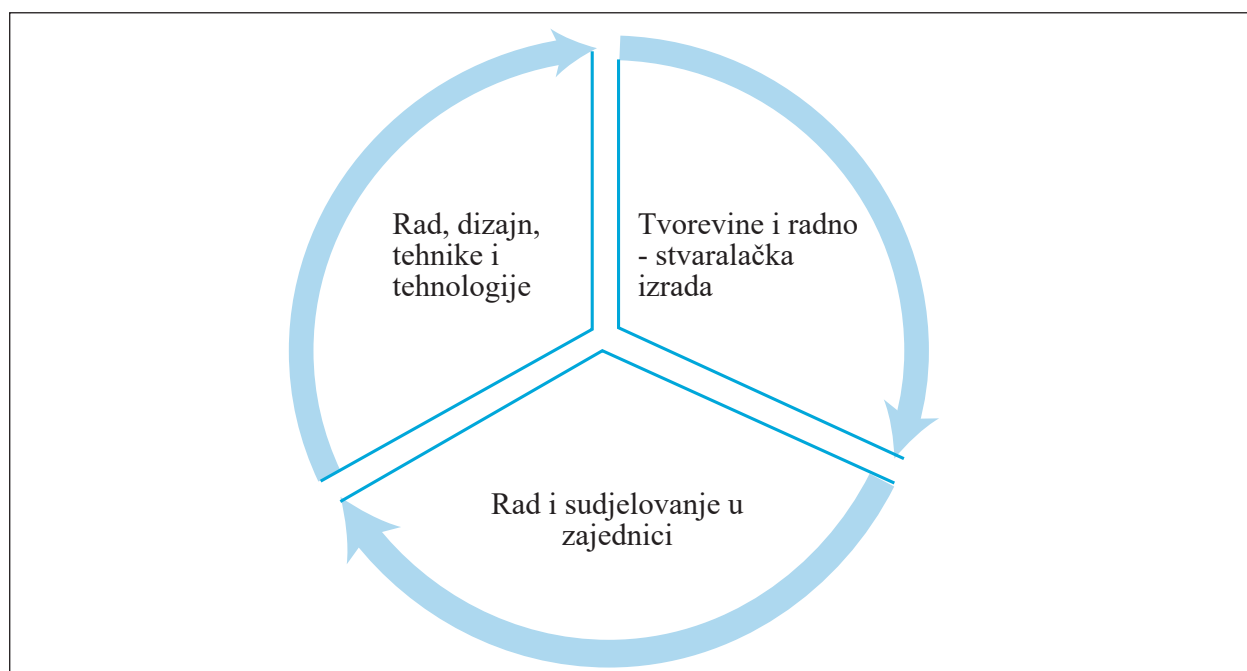 Rad, dizajn,
tehnike i
tehnologije
Tvorevine i radno
- stvaralačka
izrada
Rad i sudjelovanje u
zajednici